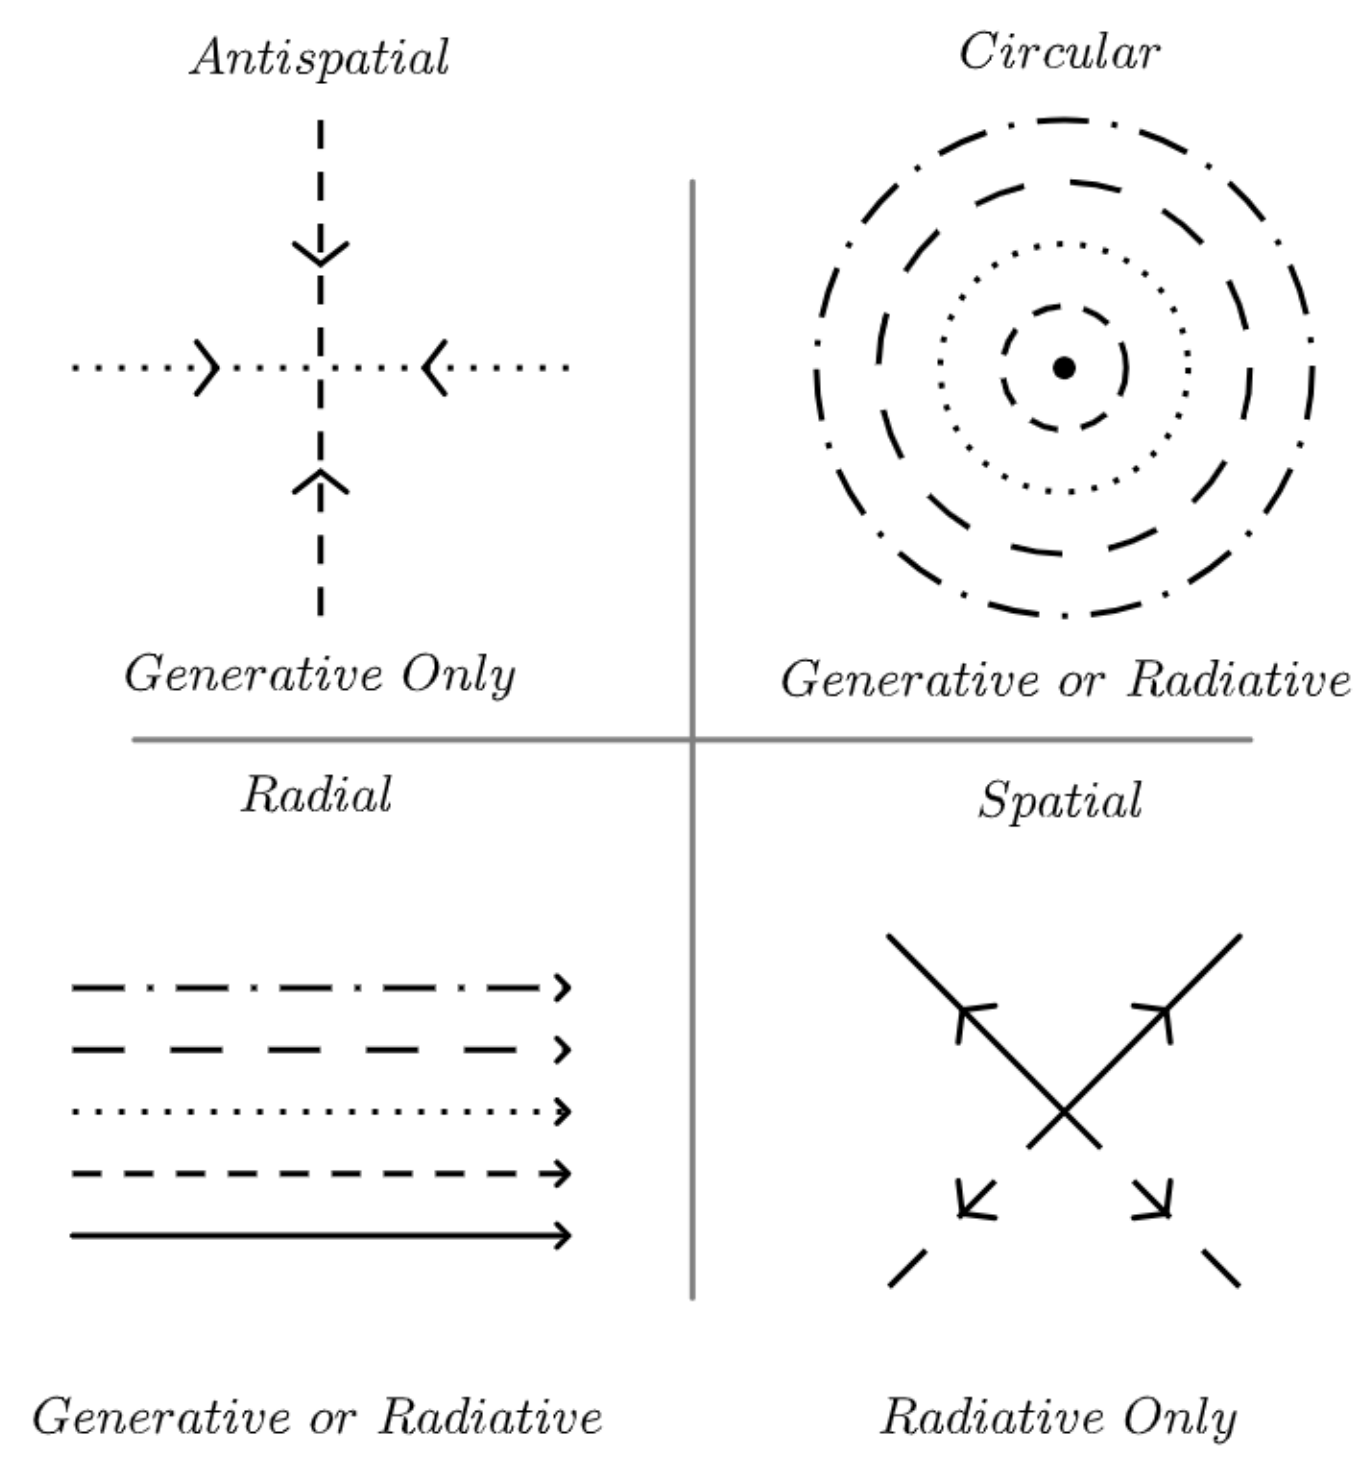 Antispatial
Circular
Generative Only
Generative or Radiative
Radial
Spatial
Generative or Radiative
Radiative Only